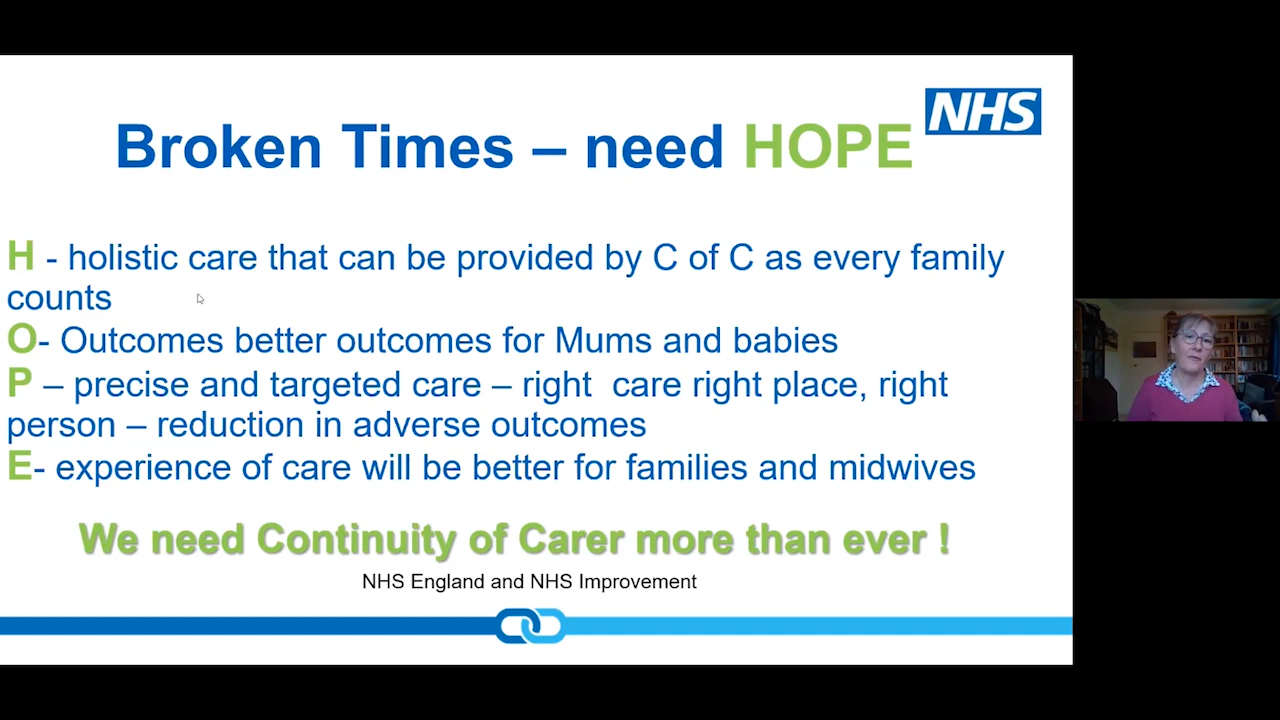 NHS
Broken Times – need HOPE
H - holistic care that can be provided by C of C as every family
counts
O- Outcomes better outcomes for Mums and babies
P – precise and targeted care – right  care right place, right
person – reduction in adverse outcomes
E- experience of care will be better for families and midwives
We need Continuity of Carer more than ever !
NHS England and NHS Improvement